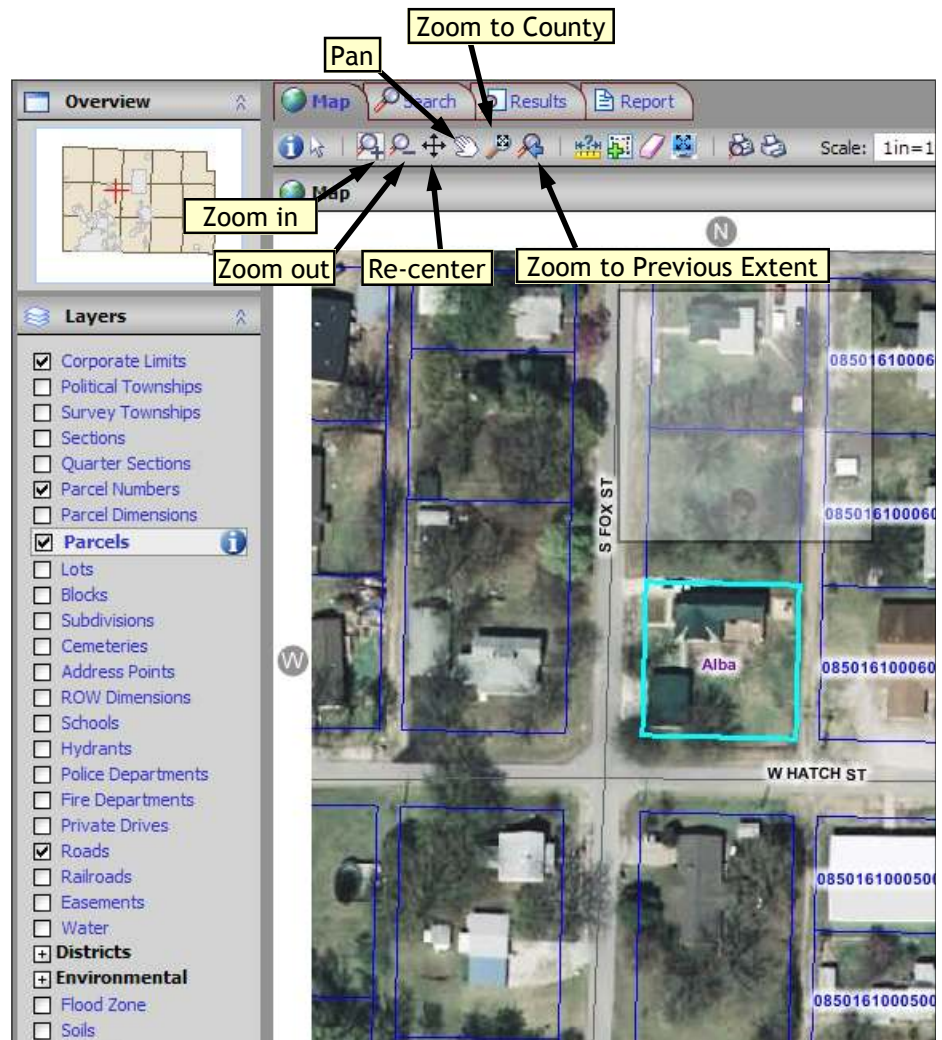 Zoom to County
Pan
Overview
Map
Search
Results
Report
Scale: 1in=1
Map
Zoom in
Zoom out
Re-center
Zoom to Previous Extent
N
Layers
Corporate Limits
Political Townships
Survey Townships
Sections
Quarter Sections
Parcel Numbers
Parcel Dimensions
Parcels
Lots
Blocks
Subdivisions
Cemeteries
Address Points
ROW Dimensions
Schools
Hydrants
Police Departments
Fire Departments
Private Drives
Roads
Railroads
Easements
Water
Districts
Environmental
Flood Zone
Soils
W
S FOX ST
Alba
W HATCH ST
08501610006
085016100060
085016100060
085016100050
085016100050